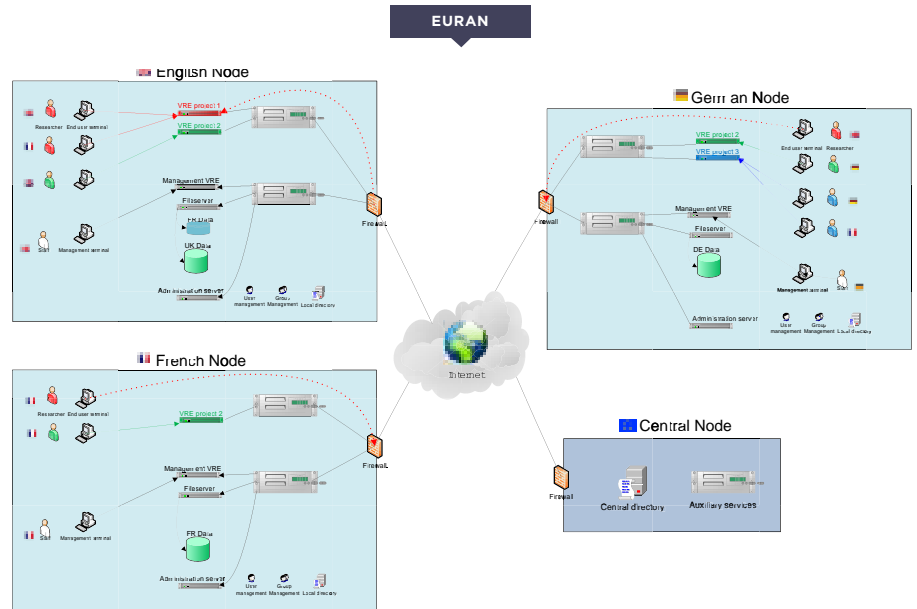 EURAN
English Node
VRE project 1
VRE project 2
Researcher
End user terminal
Management VRE
Fileserver
FR Data
UK Data
Staff
Management terminal
Administration server
User management
Group Management
Local directory
Firewall
German Node
VRE project 2
VRE project 3
End user terminal
Researcher
Management VRE
Fileserver
DE Data
Management terminal
Staff
Administration server
User management
Group Management
Local directory
Firewall
Internet
French Node
Researcher
End user terminal
VRE project 2
Management VRE
Fileserver
FR Data
Staff
Management terminal
Administration server
User management
Group Management
Local directory
Firewall
Central Node
Firewall
Central directory
Auxiliary services